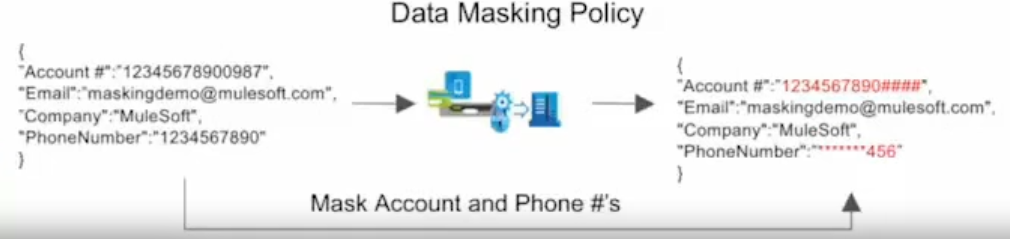 Data Masking Policy
{
"Account #":"12345678900987",
"Email":"maskingdemo@mulesoft.com",
"Company":"MuleSoft",
"PhoneNumber":"1234567890"
}
{
"Account #":"1234567890####",
"Email":"maskingdemo@mulesoft.com",
"Company":"MuleSoft",
"PhoneNumber":"*******456"
}
Mask Account and Phone #'s